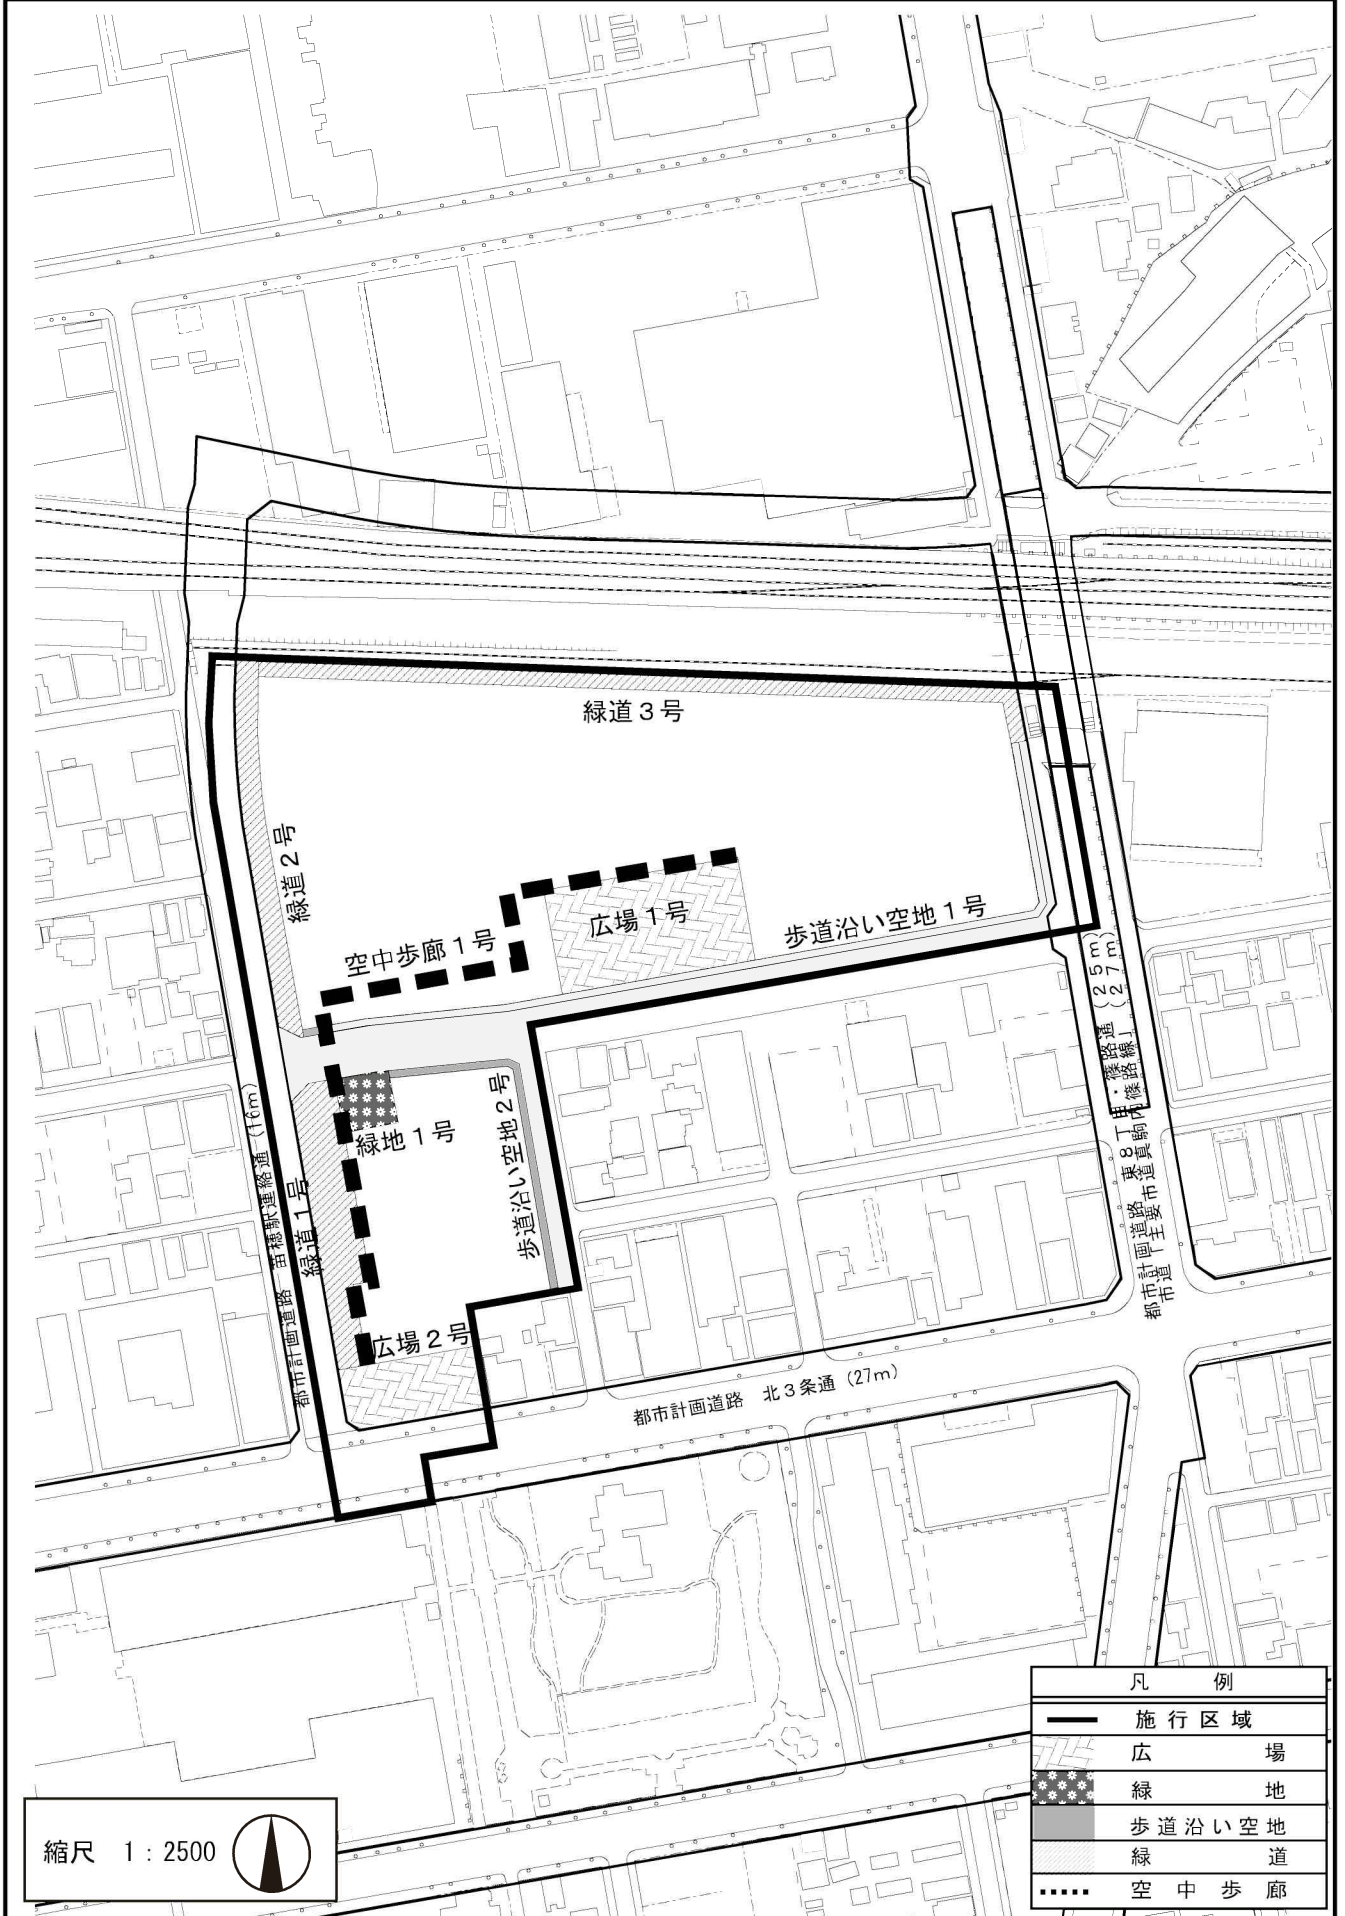 緑道３号
緑道２号
広場１号
歩道沿い空地１号
空中歩廊１号
緑地１号
歩道沿い空地２号
緑道１号
広場２号
都市計画道路　苗穂駅連絡通（16m）
都市計画道路　北３条通（27m）
都市計画道路　東８丁目・篠路通（25m）
市道「主要市道真駒内篠路線」（27m）
凡　例
施行区域
広　場
緑　地
歩道沿い空地
緑　道
空中歩廊
縮尺　1：2500